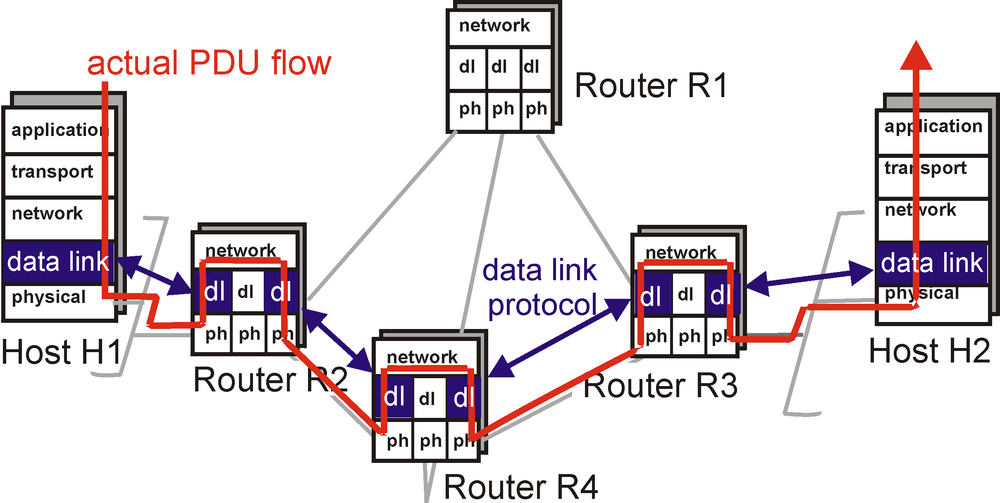 actual PDU flow
application
transport
network
data link
physical
Host H1
network
dl dl dl
ph ph ph
Router R1
network
dl dl dl
ph ph ph
Router R2
data link
protocol
network
dl dl dl
ph ph ph
Router R4
network
dl dl dl
ph ph ph
Router R3
application
transport
network
data link
physical
Host H2